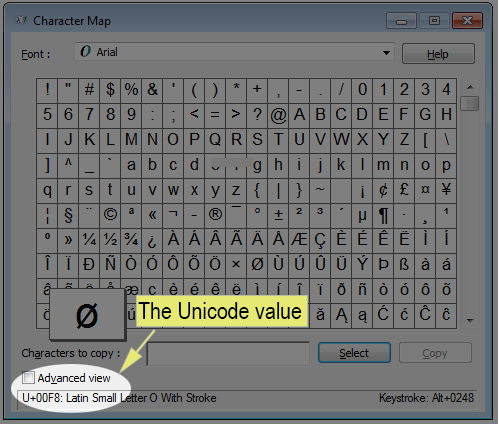 Character Map
Font :
O Arial
Help
! " # $ % & ' ( ) * + , - . / 0 1 2 3 4
5 6 7 8 9 : ; < = > ? @ A B C D E F G H
I J K L M N O P Q R S T U V W X Y Z [ \
] ^ _ ` a b c d g h i j k l m n o p
q r s t u v w x y z { | } ~ ¡ ¢ £ ¤ ¥
¦ § ¨ © ª « ¬ - ® ¯ ° ± ² ³ ´ µ ¶ · ¸ ¹
º » ¼ ½ ¾ ¿ À Á Â Ã Ä Å Æ Ç È É Ê Ë Ì Í
Î Ï Ð Ñ Ò Ó Ô Õ Ö × Ø Ù Ú Û Ü Ý Þ ß à á
â ã ä å æ ç è é ê ë ì í î ï ð ñ ò ó ô õ
ø
The Unicode value
ă Ą ą Ć ć Ĉ
Characters to copy :
Select
Copy
Advanced view
U+00F8: Latin Small Letter O With Stroke
Keystroke: Alt+0248